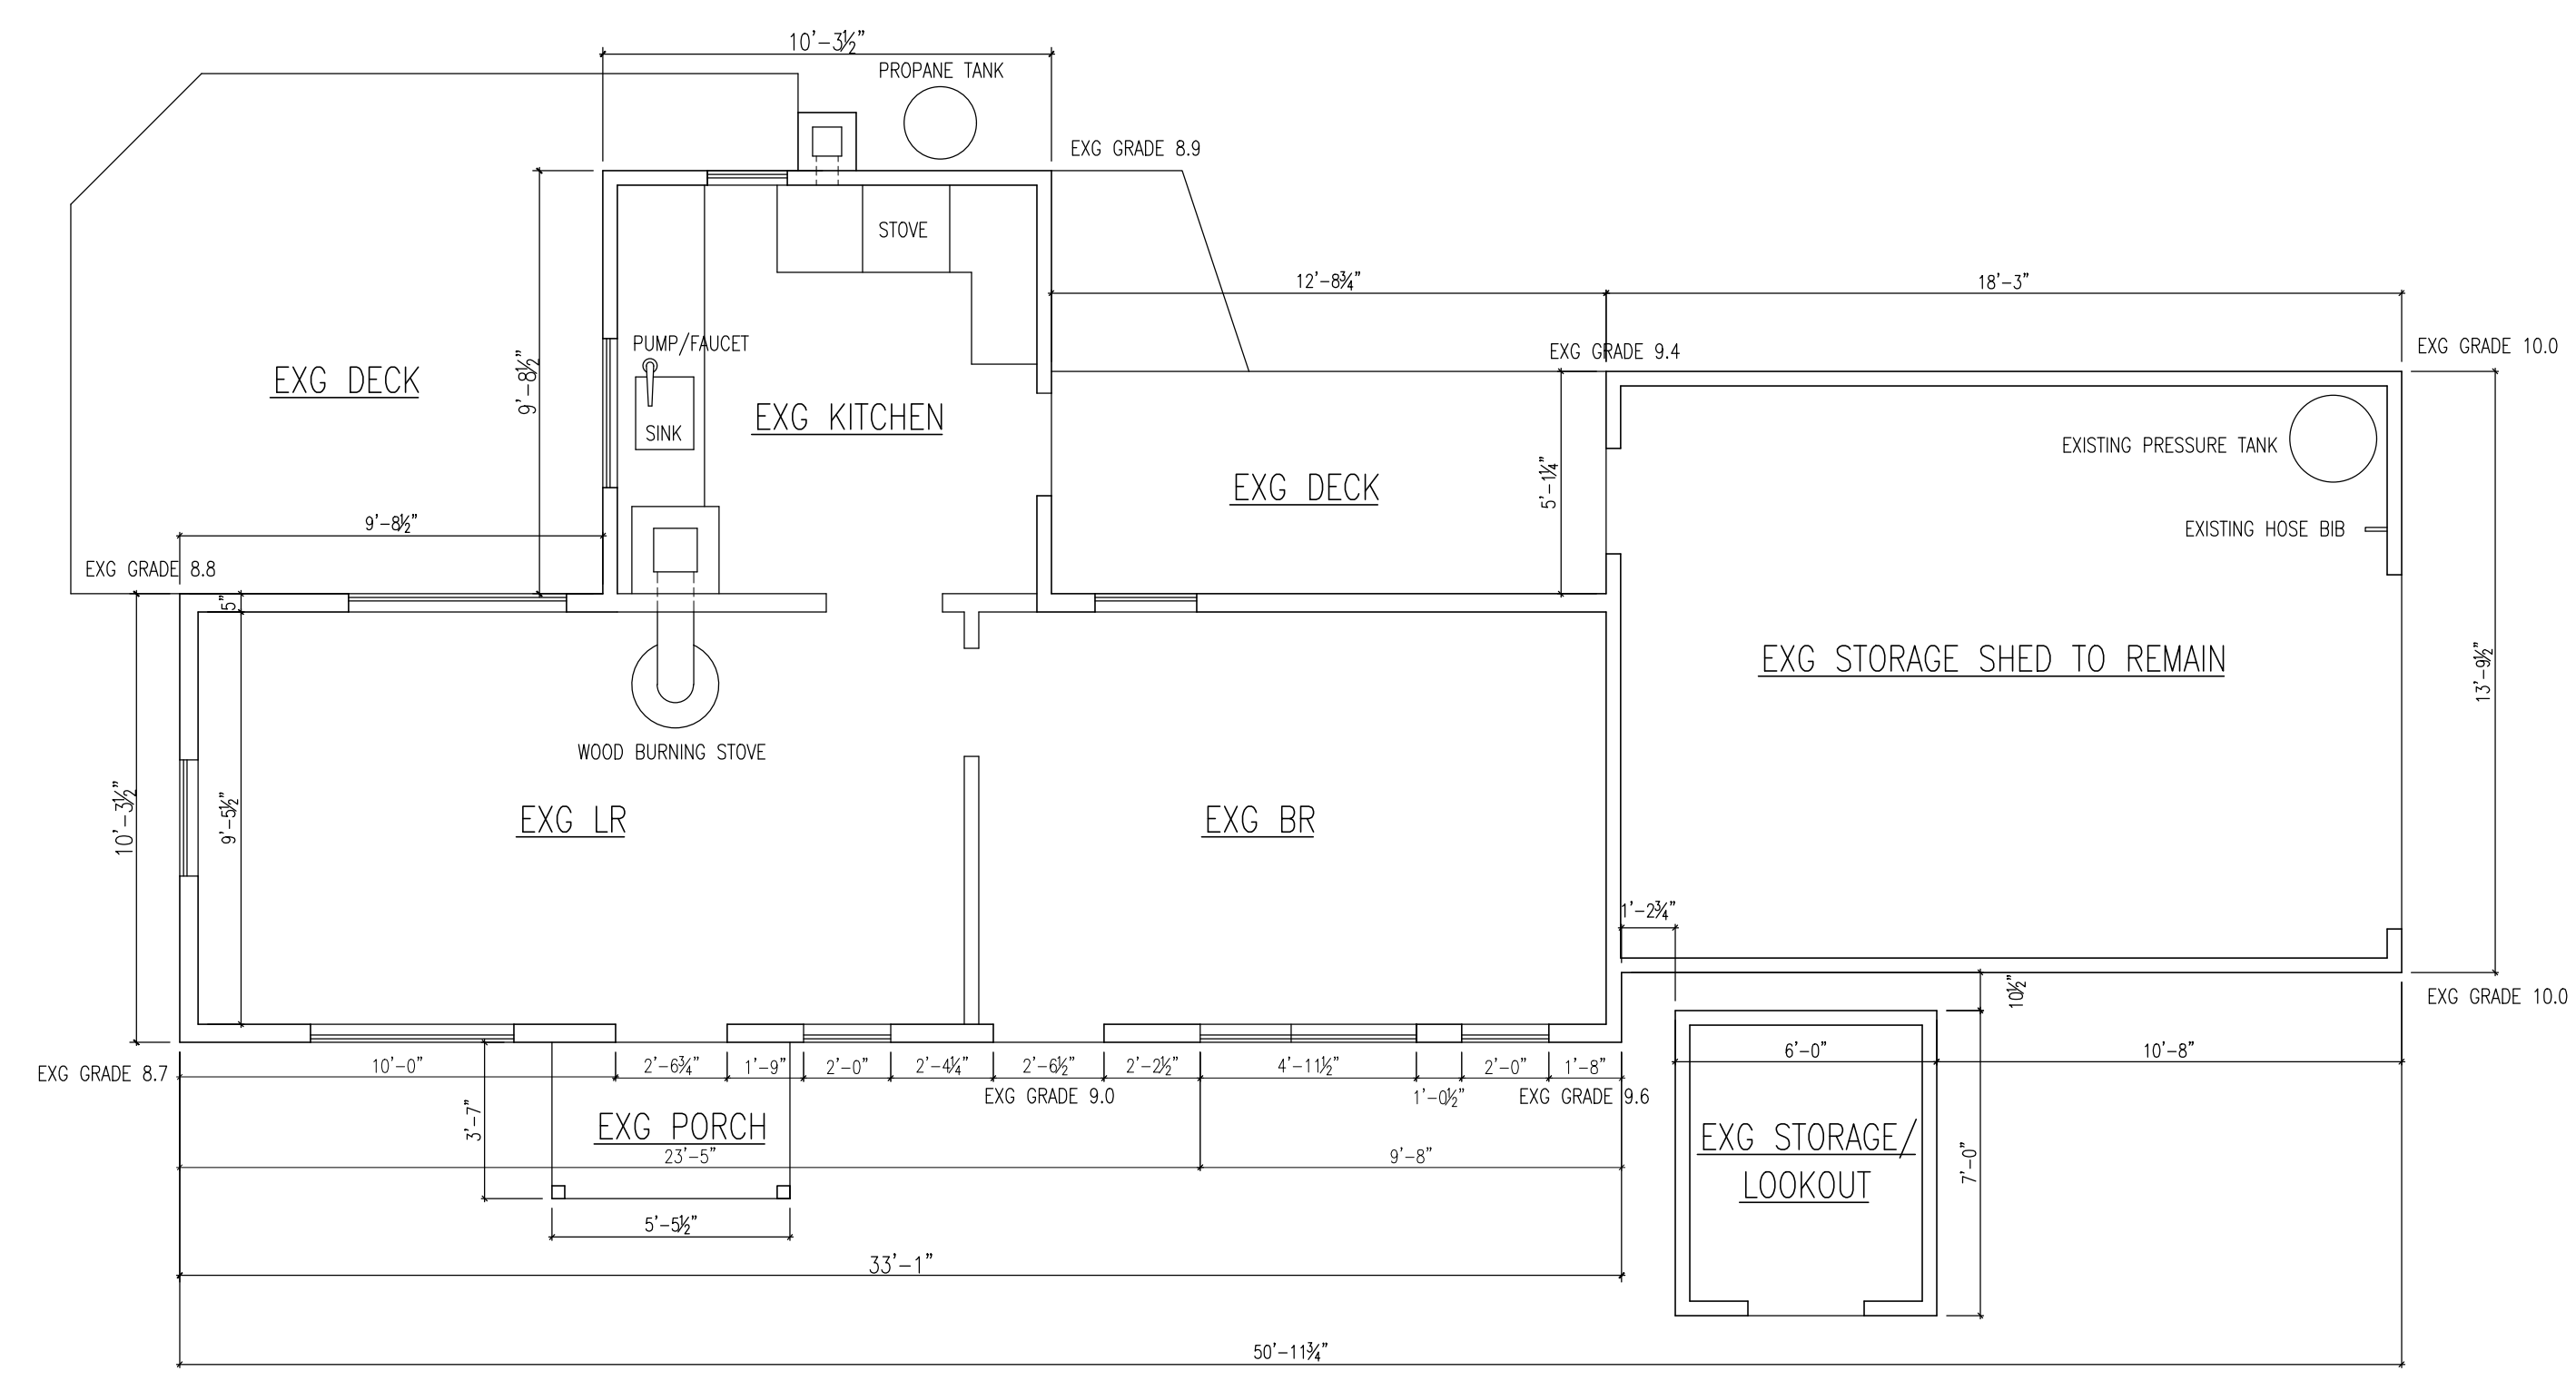 10'-3½"
PROPANE TANK
EXG GRADE 8.9
STOVE
12'-8¾"
18'-3"
PUMP/FAUCET
EXG GRADE 9.4
EXG GRADE 10.0
EXG DECK
9'-8½"
EXG KITCHEN
SINK
EXISTING PRESSURE TANK
EXG DECK
5'-1¼"
9'-8½"
EXISTING HOSE BIB
EXG GRADE 8.8
5"
EXG STORAGE SHED TO REMAIN
13'-9½"
WOOD BURNING STOVE
10'-3½"
9'-5½"
EXG LR
EXG BR
1'-2¾"
10½"
EXG GRADE 10.0
6'-0"
10'-8"
EXG GRADE 8.7
10'-0"
2'-6¾"
1'-9"
2'-0"
2'-4¼"
2'-6½"
2'-2½"
4'-11½"
2'-0"
1'-8"
EXG GRADE 9.0
1'-0½"
EXG GRADE 9.6
3'-7"
EXG PORCH
EXG STORAGE/
LOOKOUT
7'-0"
23'-5"
9'-8"
5'-5½"
33'-1"
50'-11¾"